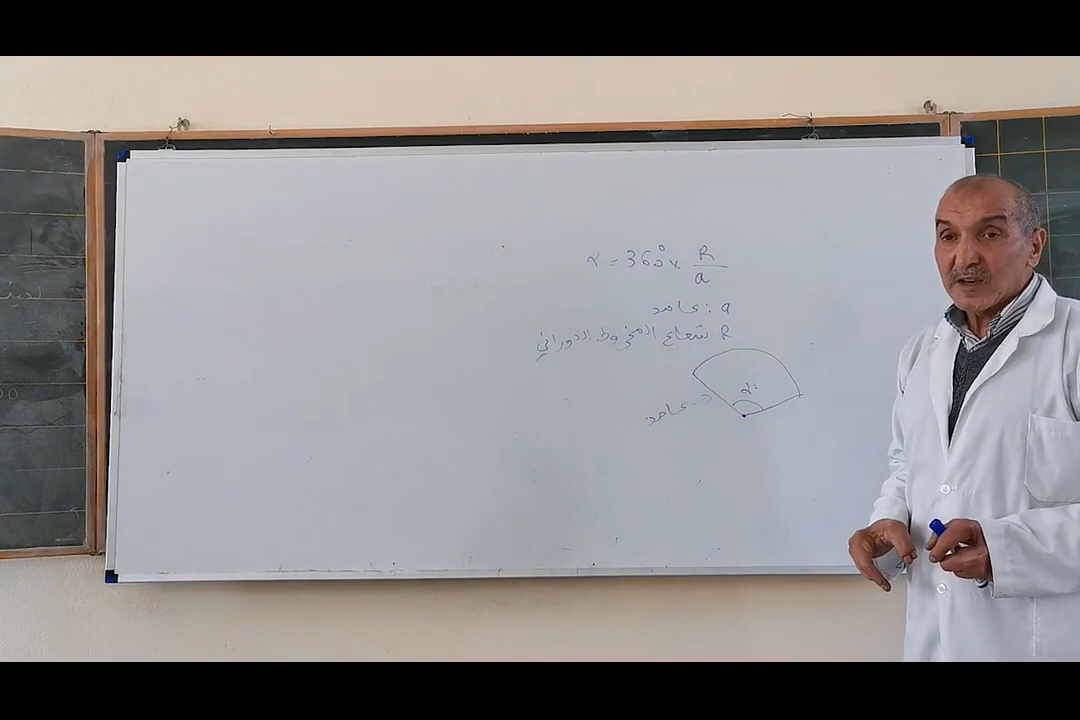 α = 360° × R/a
a : عامد
R شعاع المخروط الدوراني
α°
عامد